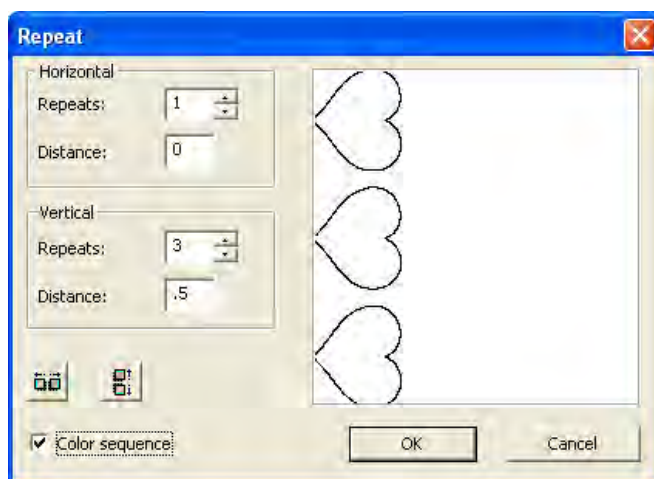 Repeat
Horizontal
Repeats: 1
Distance: 0
Vertical
Repeats: 3
Distance: .5
Color sequence
OK
Cancel